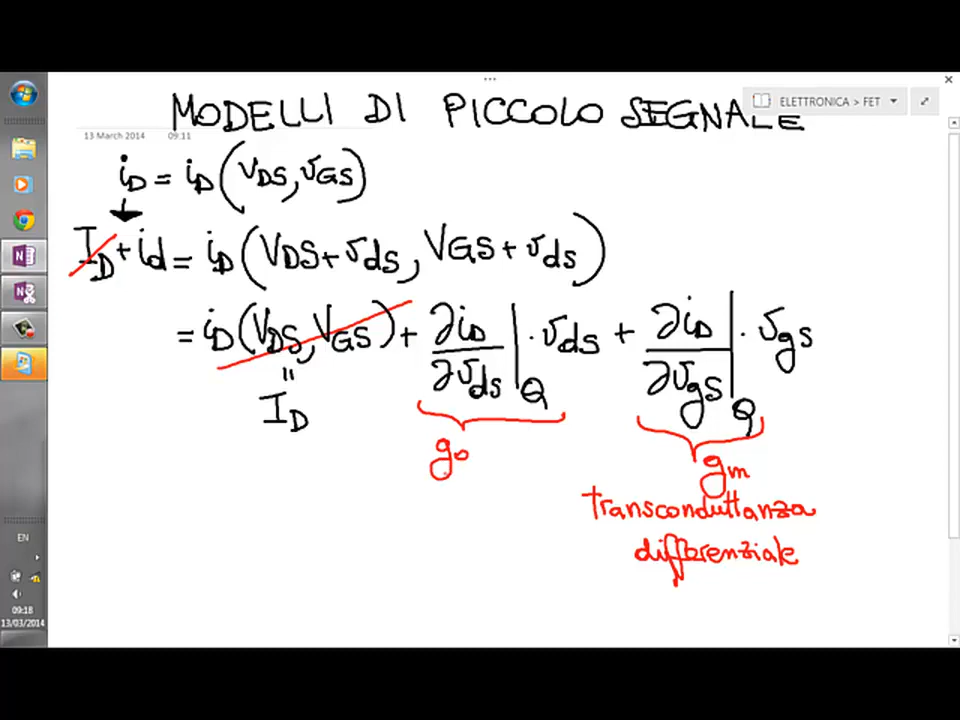 MODELLI DI PICCOLO SEGNALE
ELETTRONICA > FET
13 March 2014 09:11
iD = iD (VDS, vGS)
ID + id = iD (VDS + vds, VGS + vds)
= iD (VDS, VGS) + ∂iD/∂vds |Q · vds + ∂iD/∂vgs |Q · vgs
"
ID
go
gm
transconduttanza
differenziale
EN
09:18
13/03/2014